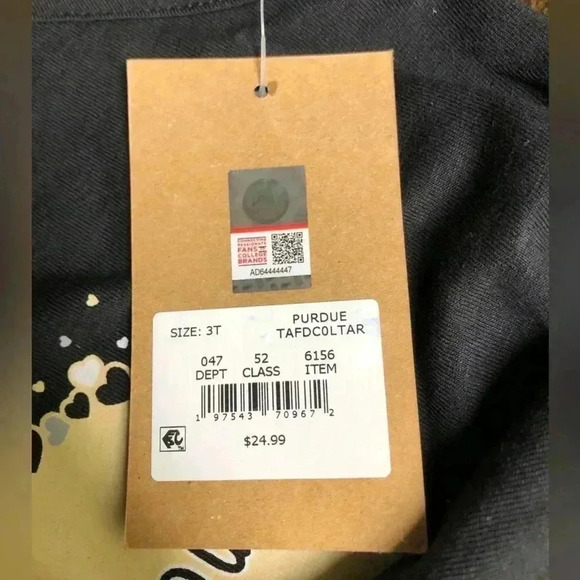 FANS
COLLEGE
BRANDS
AD64444447
SIZE: 3T
PURDUE
TAFDC0LTAR
047 52 6156
DEPT CLASS ITEM
1 97543 70967 2
$24.99